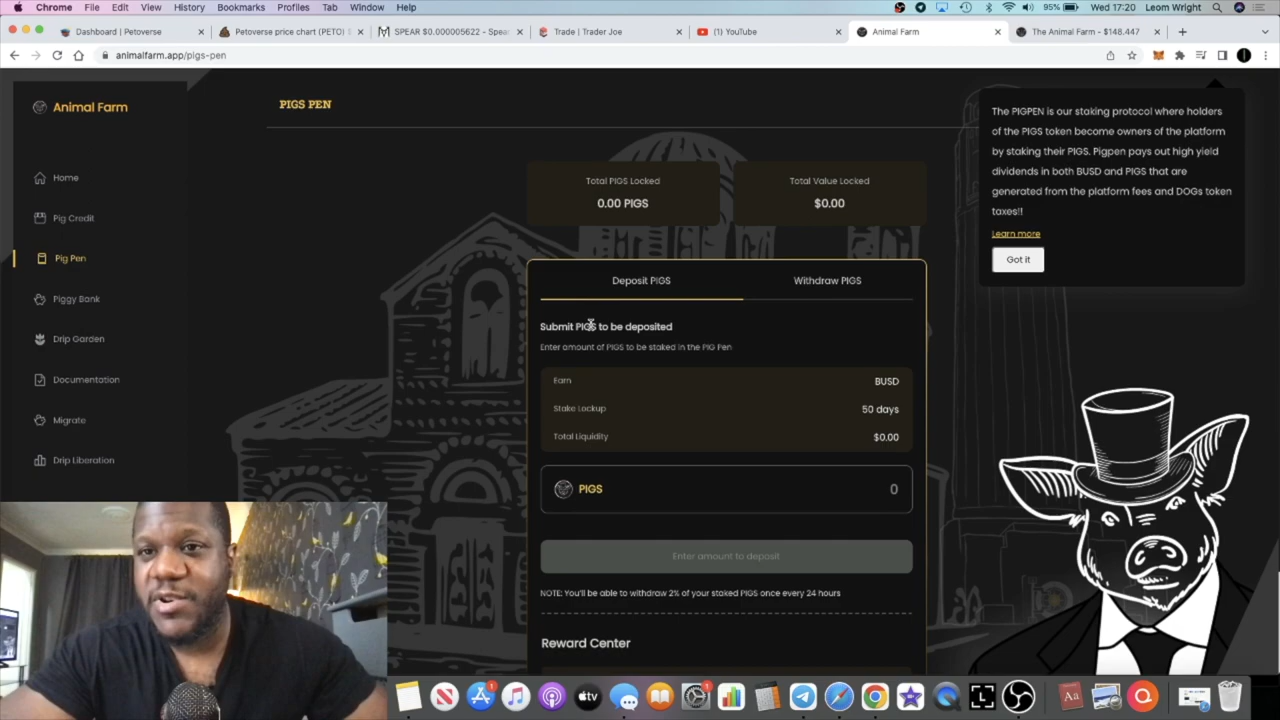 Chrome File Edit View History Bookmarks Profiles Tab Window Help 95% Wed 17:20 Leom Wright
Dashboard | Petoverse
Petoverse price chart (PETO)
SPEAR $0.000005622 - Spea
Trade | Trader Joe
(1) YouTube
Animal Farm
The Animal Farm - $148.447
animalfarm.app/pigs-pen
Animal Farm
Home
Pig Credit
Pig Pen
Piggy Bank
Drip Garden
Documentation
Migrate
Drip Liberation
PIGS PEN
Total PIGS Locked
0.00 PIGS
Total Value Locked
$0.00
Deposit PIGS Withdraw PIGS
Submit PIGS to be deposited
Enter amount of PIGS to be staked in the PIG Pen
Earn BUSD
Stake Lockup 50 days
Total Liquidity $0.00
PIGS 0
Enter amount to deposit
NOTE: You'll be able to withdraw 2% of your staked PIGS once every 24 hours
Reward Center
The PIGPEN is our staking protocol where holders
of the PIGS token become owners of the platform
by staking their PIGS. Pigpen pays out high yield
dividends in both BUSD and PIGS that are
generated from the platform fees and DOGs token
taxes!!
Learn more
Got it